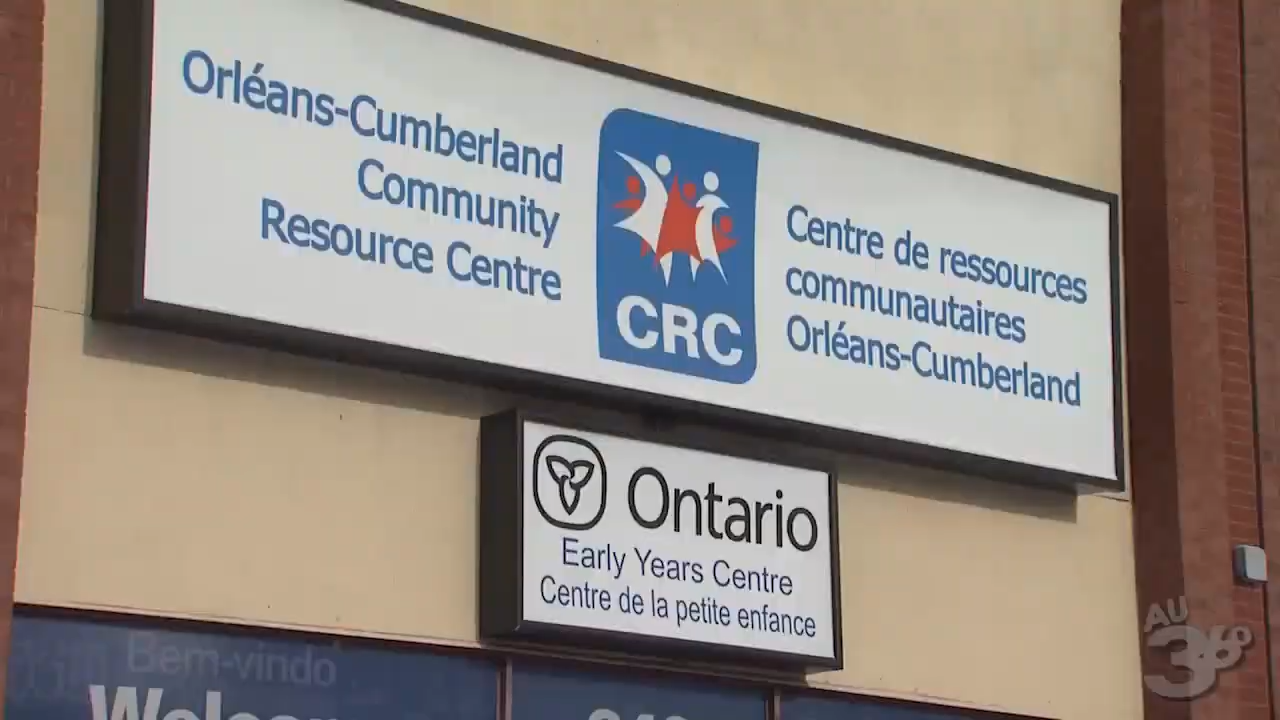 Orléans-Cumberland
Community
Resource Centre
CRC
Centre de ressources
communautaires
Orléans-Cumberland
Ontario
Early Years Centre
Centre de la petite enfance
Bem-vindo
AU
360